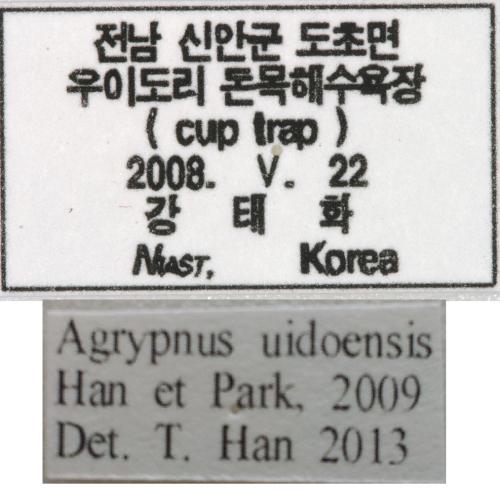 전남 신안군 도초면
우이도리 돈목해수욕장
( cup trap )
2008. V. 22
강 태 화
NIAST, Korea
Agrypnus uidoensis
Han et Park, 2009
Det. T. Han 2013